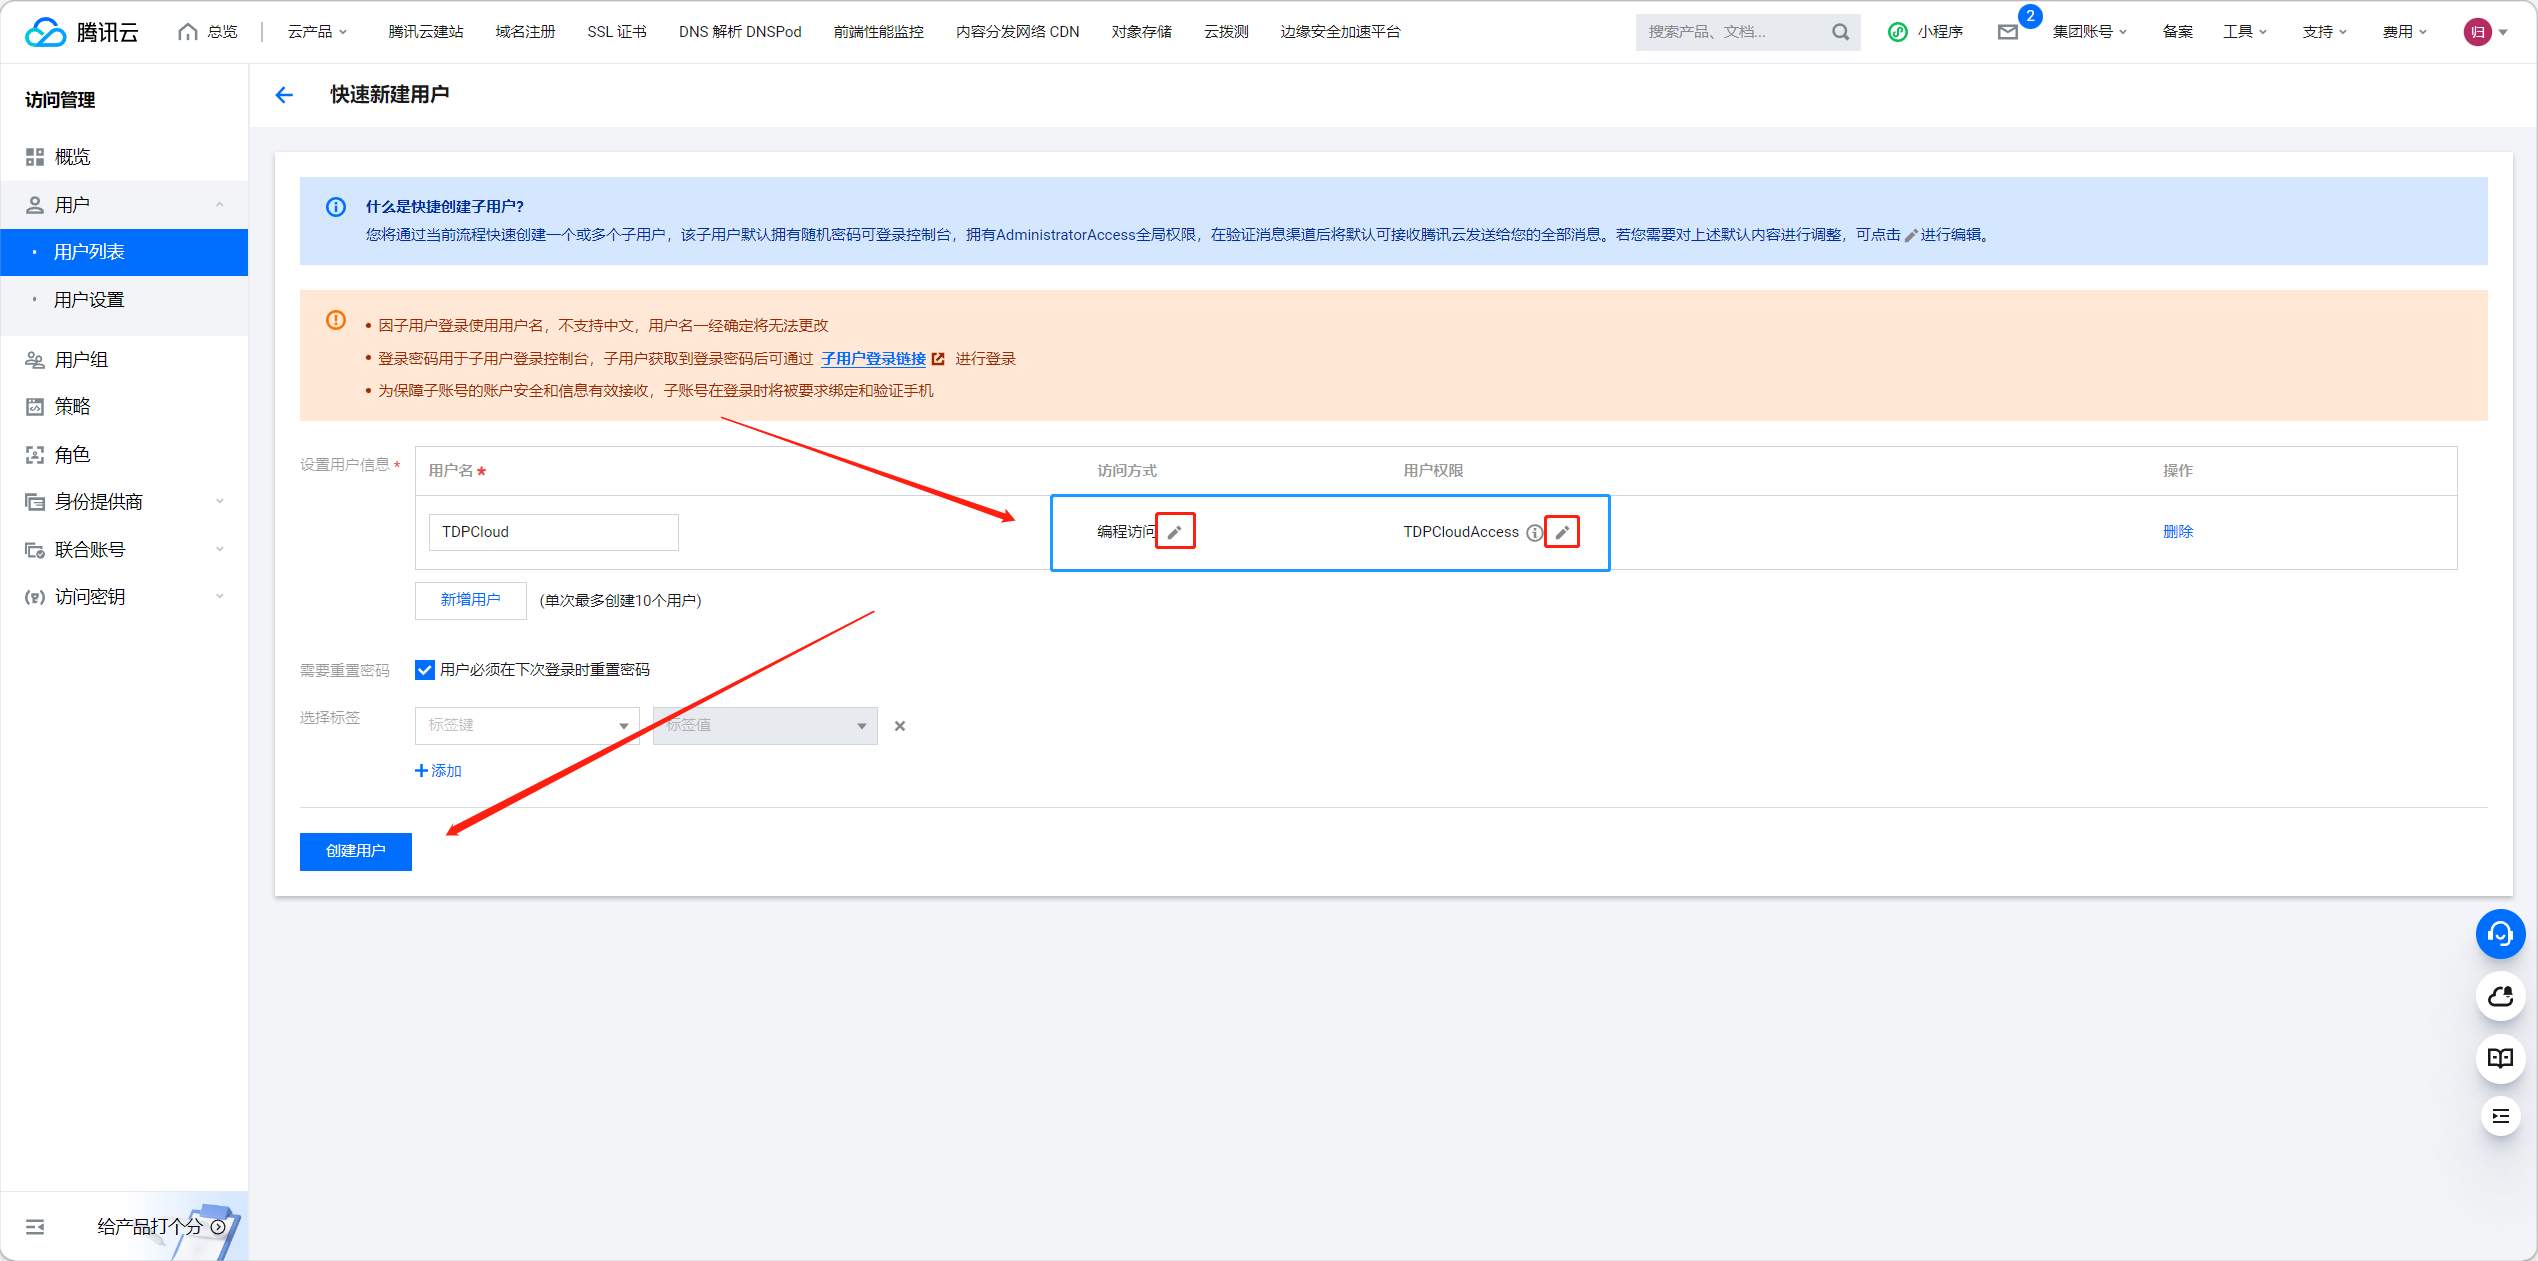 腾讯云 总览 云产品 腾讯云建站 域名注册 SSL 证书 DNS 解析 DNSPod 前端性能监控 内容分发网络 CDN 对象存储 云拨测 边缘安全加速平台 搜索产品、文档... 小程序 2 集团账号 备案 工具 支持 费用 归
访问管理
概览
用户
用户列表
用户设置
用户组
策略
角色
身份提供商
联合账号
访问密钥
给产品打个分
快速新建用户
什么是快捷创建子用户?
您将通过当前流程快速创建一个或多个子用户，该子用户默认拥有随机密码可登录控制台，拥有AdministratorAccess全局权限，在验证消息渠道后将默认可接收腾讯云发送给您的全部消息。若您需要对上述默认内容进行调整，可点击 进行编辑。
• 因子用户登录使用用户名，不支持中文，用户名一经确定将无法更改
• 登录密码用于子用户登录控制台，子用户获取到登录密码后可通过 子用户登录链接 进行登录
• 为保障子账号的账户安全和信息有效接收，子账号在登录时将被要求绑定和验证手机
设置用户信息 *
用户名 * 访问方式 用户权限 操作
TDPCloud 编程访问 TDPCloudAccess 删除
新增用户 (单次最多创建10个用户)
需要重置密码 用户必须在下次登录时重置密码
选择标签 标签键 标签值
添加
创建用户